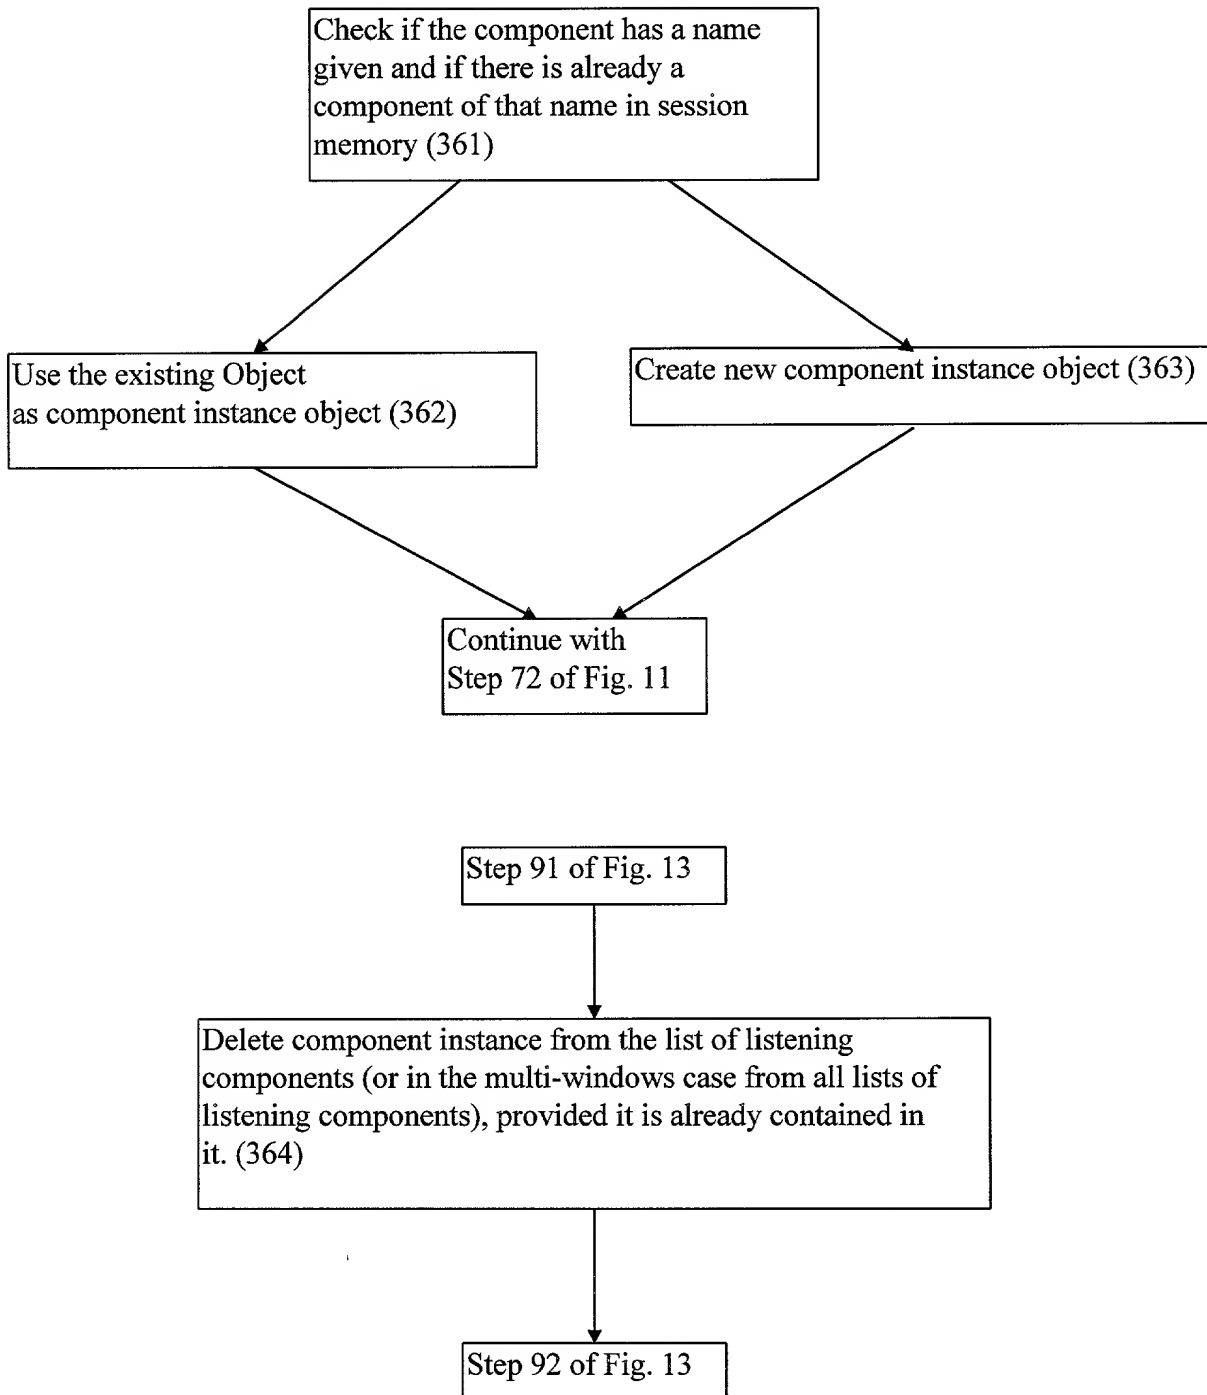 Check if the component has a name
given and if there is already a
component of that name in session
memory (361)
Use the existing Object
as component instance object (362)
Create new component instance object (363)
Continue with
Step 72 of Fig. 11
Step 91 of Fig. 13
Delete component instance from the list of listening
components (or in the multi-windows case from all lists of
listening components), provided it is already contained in
it. (364)
Step 92 of Fig. 13